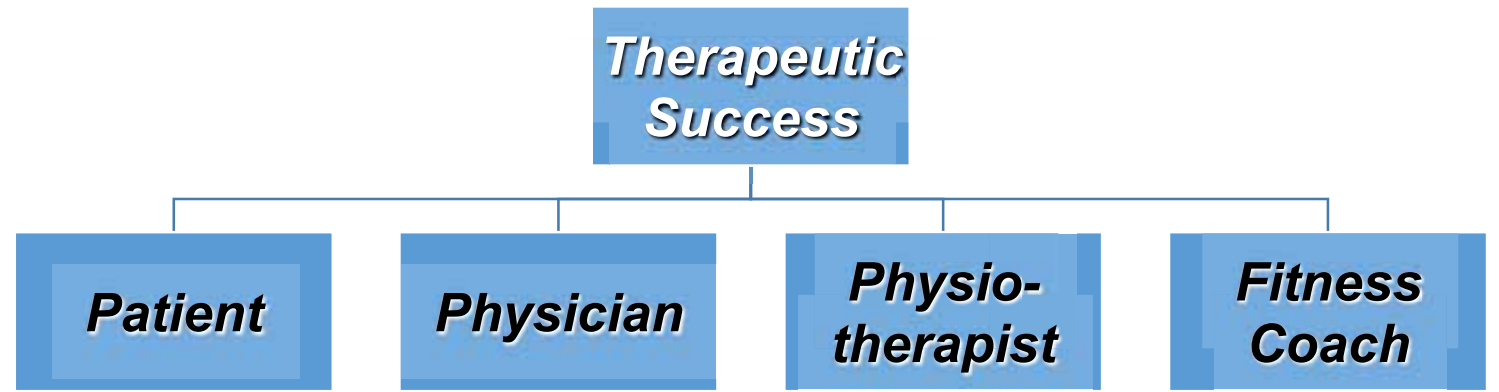 Therapeutic
Success
Patient
Physician
Physio-
therapist
Fitness
Coach